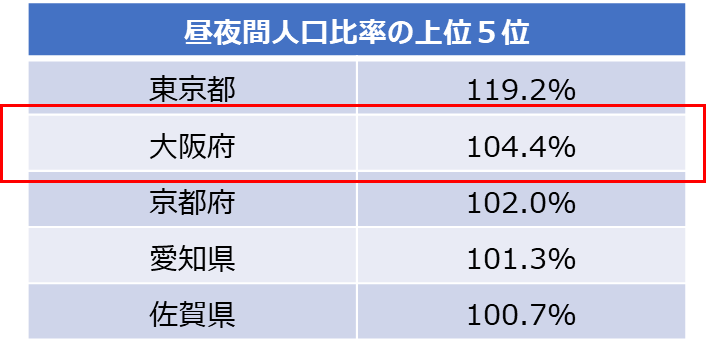 昼夜間人口比率の上位５位
東京都 119.2%
大阪府 104.4%
京都府 102.0%
愛知県 101.3%
佐賀県 100.7%